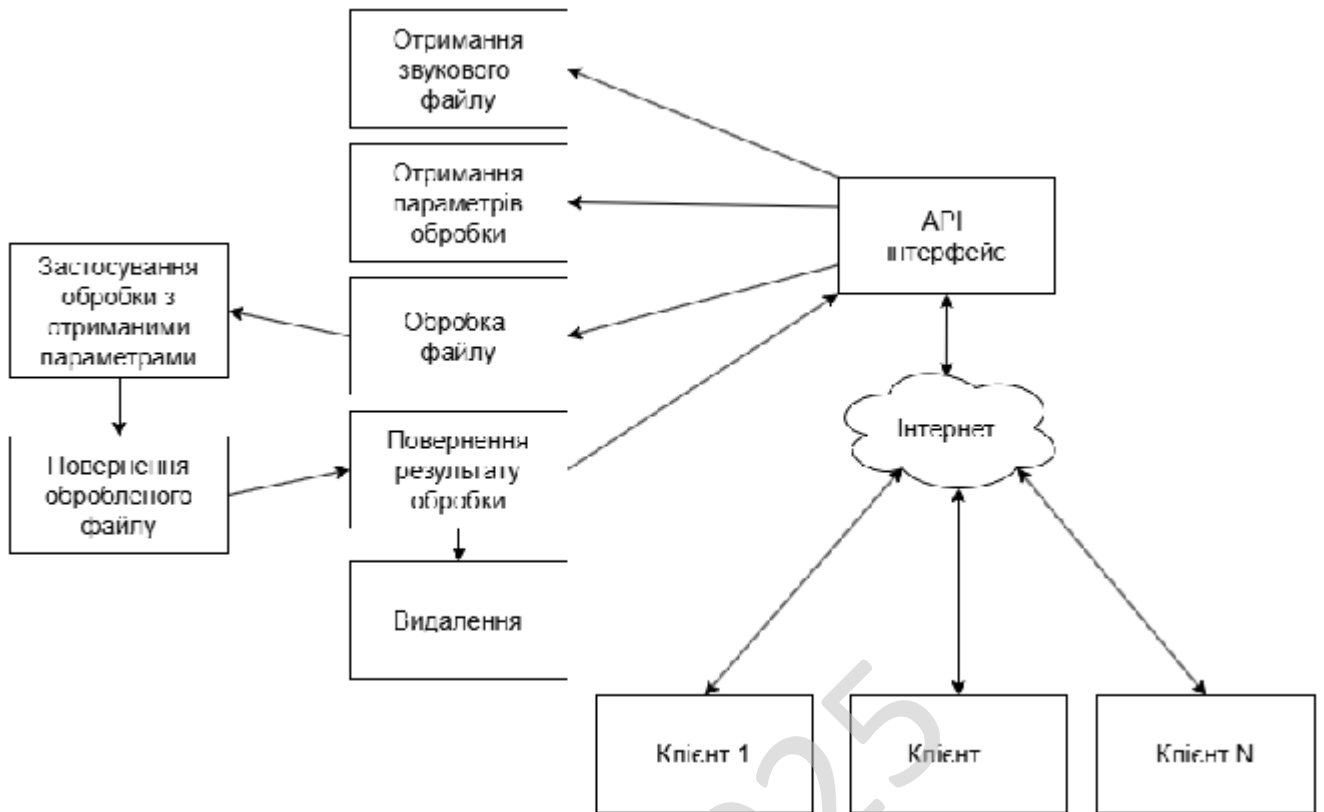 Отримання
звукового
файлу
Отримання
параметрів
обробки
АРІ
інтерфейс
Застосування
обробки з
отриманими
параметрами
Обробка
файлу
Повернення
обробленого
файлу
Повернення
результату
обробки
Інтернет
Видалення
Клієнт 1
Клієнт
Клієнт N